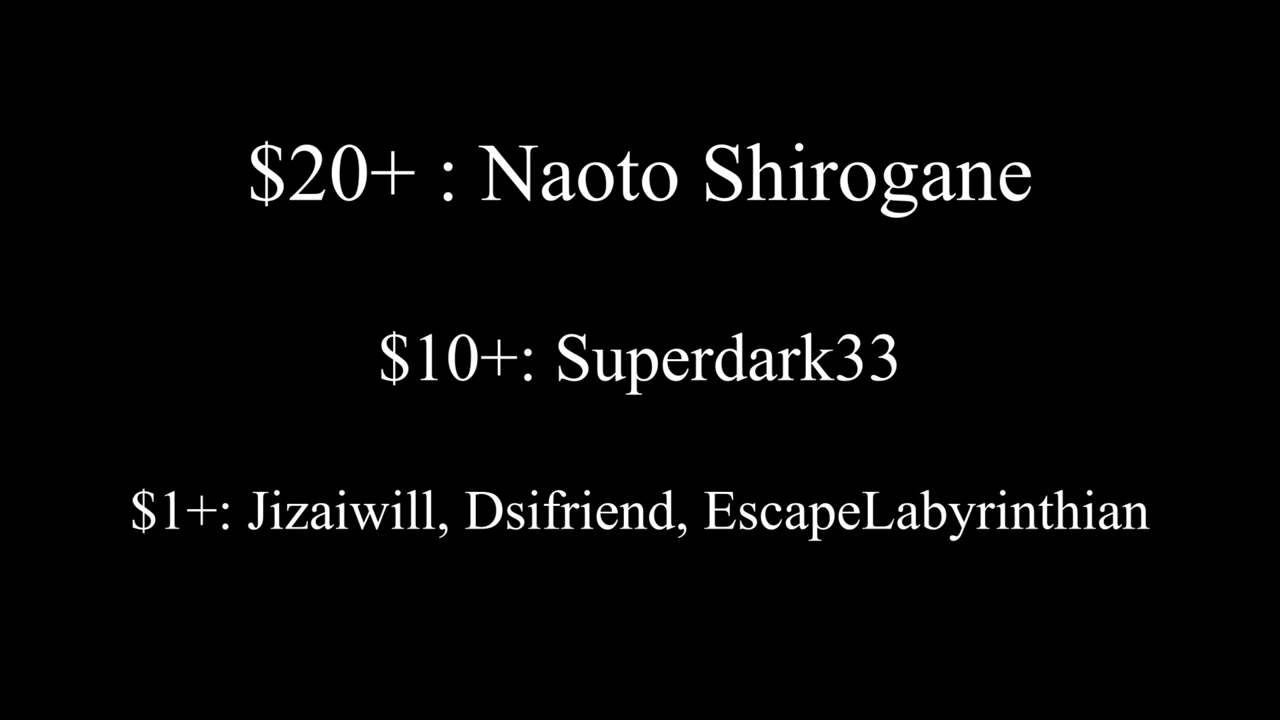 $20+ : Naoto Shirogane
$10+: Superdark33
$1+: Jizaiwill, Dsifriend, EscapeLabyrinthian